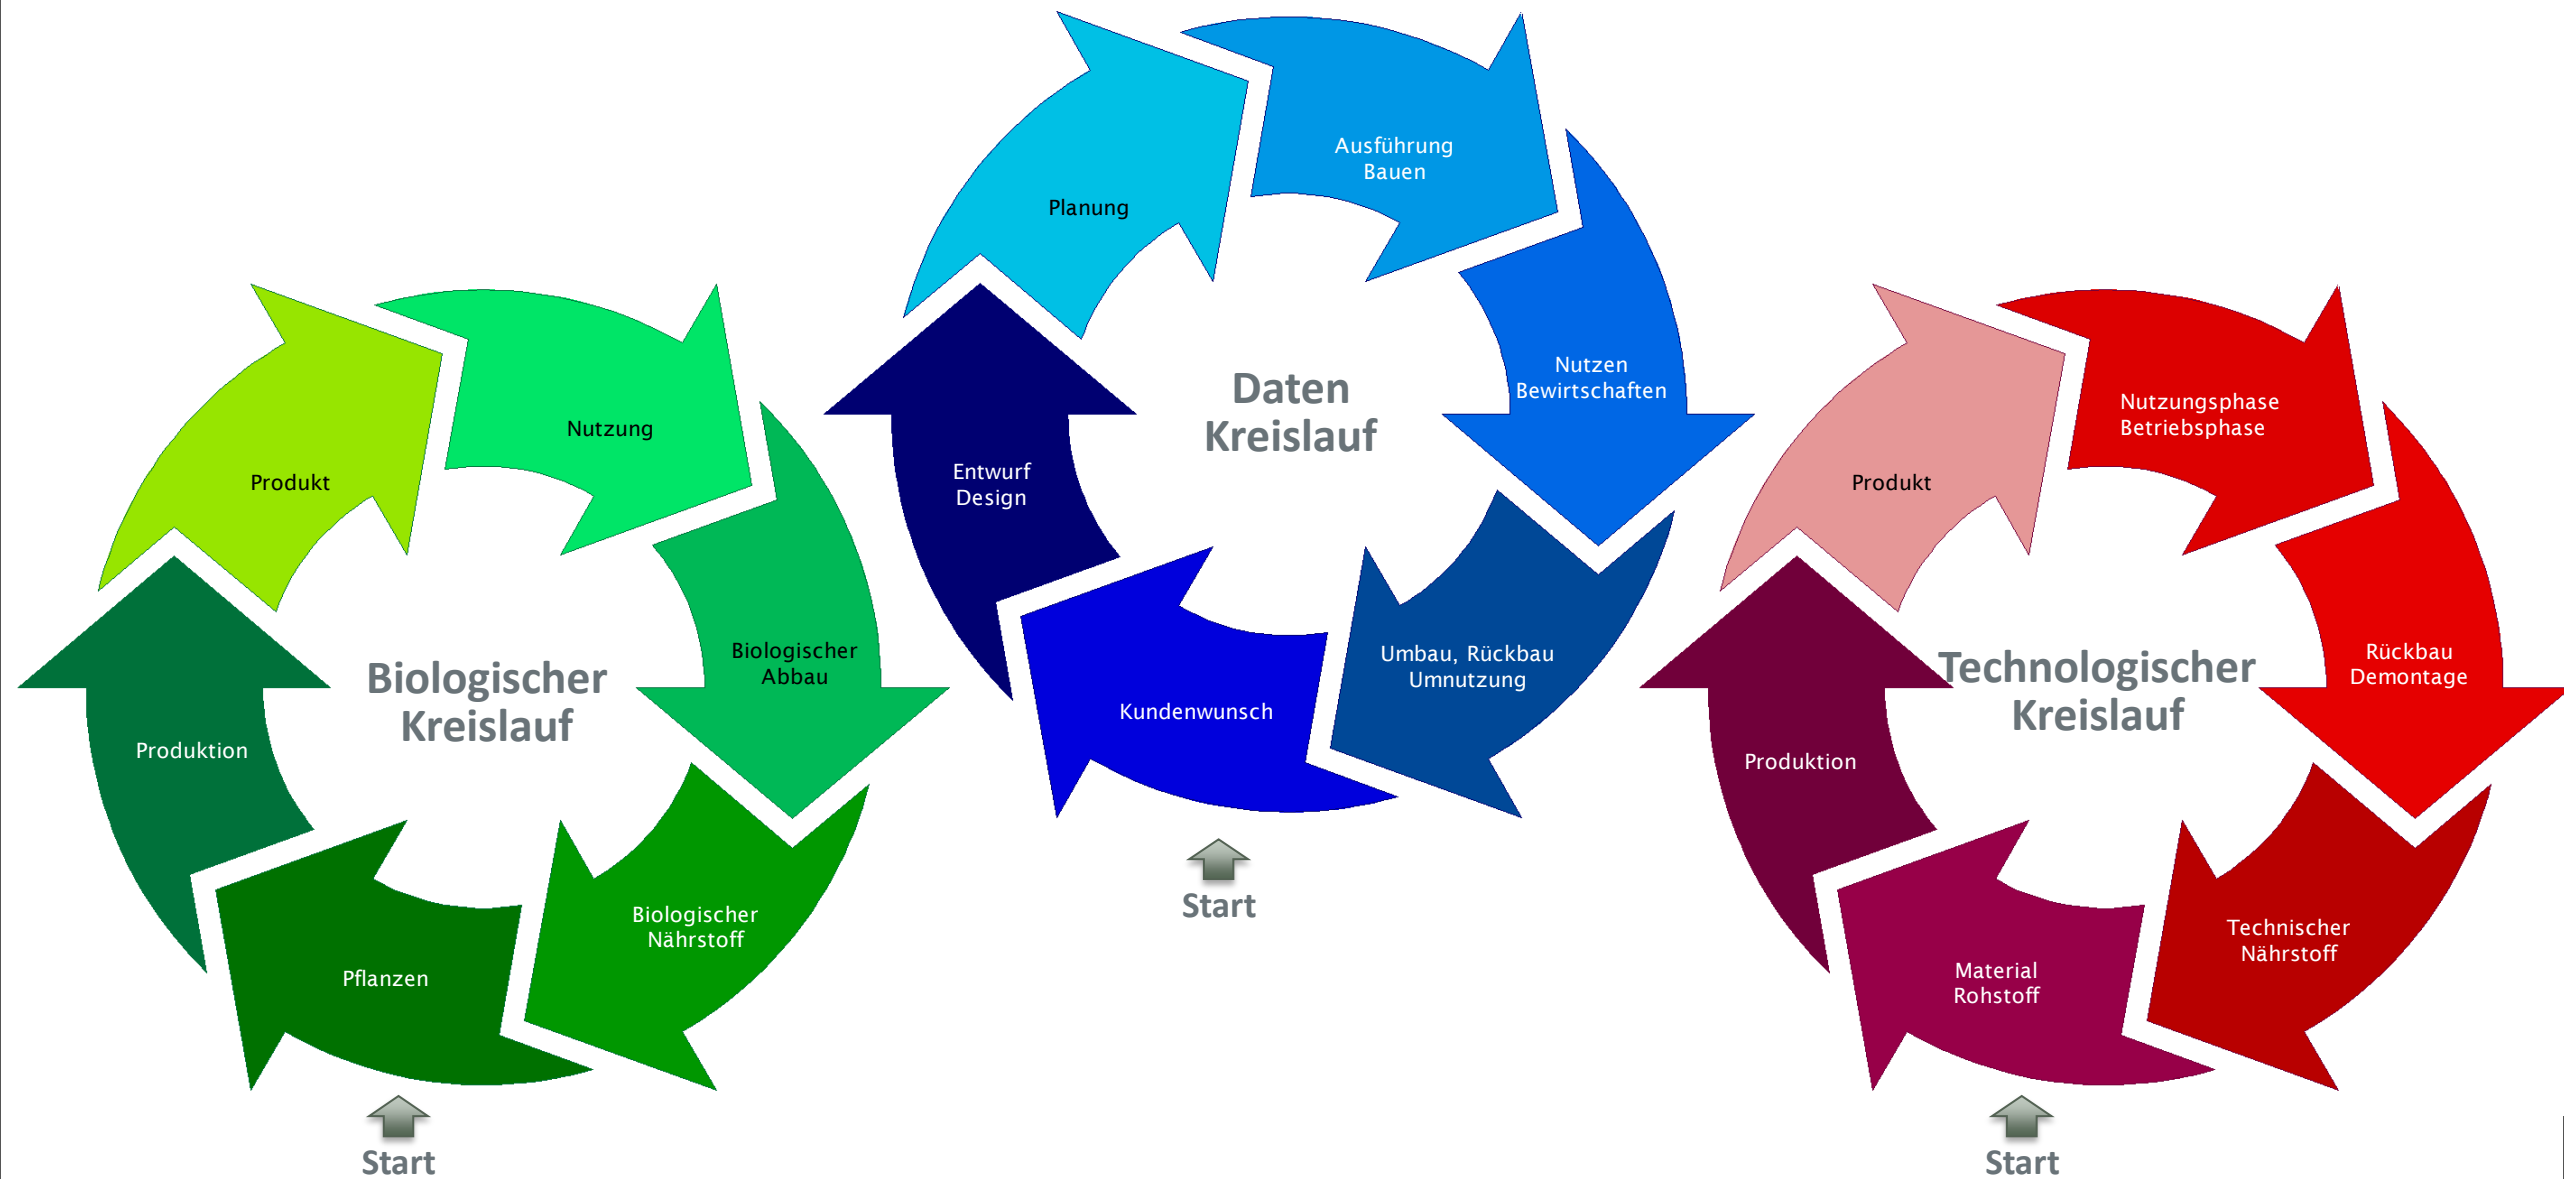 Biologischer
Kreislauf
Pflanzen
Produktion
Produkt
Nutzung
Biologischer
Abbau
Biologischer
Nährstoff
Start
Daten
Kreislauf
Kundenwunsch
Entwurf
Design
Planung
Ausführung
Bauen
Nutzen
Bewirtschaften
Umbau, Rückbau
Umnutzung
Start
Technologischer
Kreislauf
Material
Rohstoff
Produktion
Produkt
Nutzungsphase
Betriebsphase
Rückbau
Demontage
Technischer
Nährstoff
Start